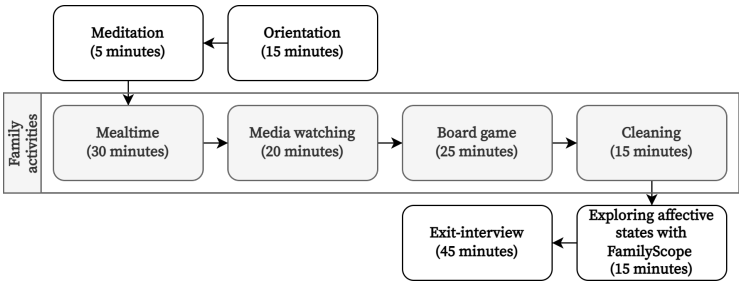 Meditation
(5 minutes)
Orientation
(15 minutes)
Family
activities
Mealtime
(30 minutes)
Media watching
(20 minutes)
Board game
(25 minutes)
Cleaning
(15 minutes)
Exit-interview
(45 minutes)
Exploring affective
states with
FamilyScope
(15 minutes)